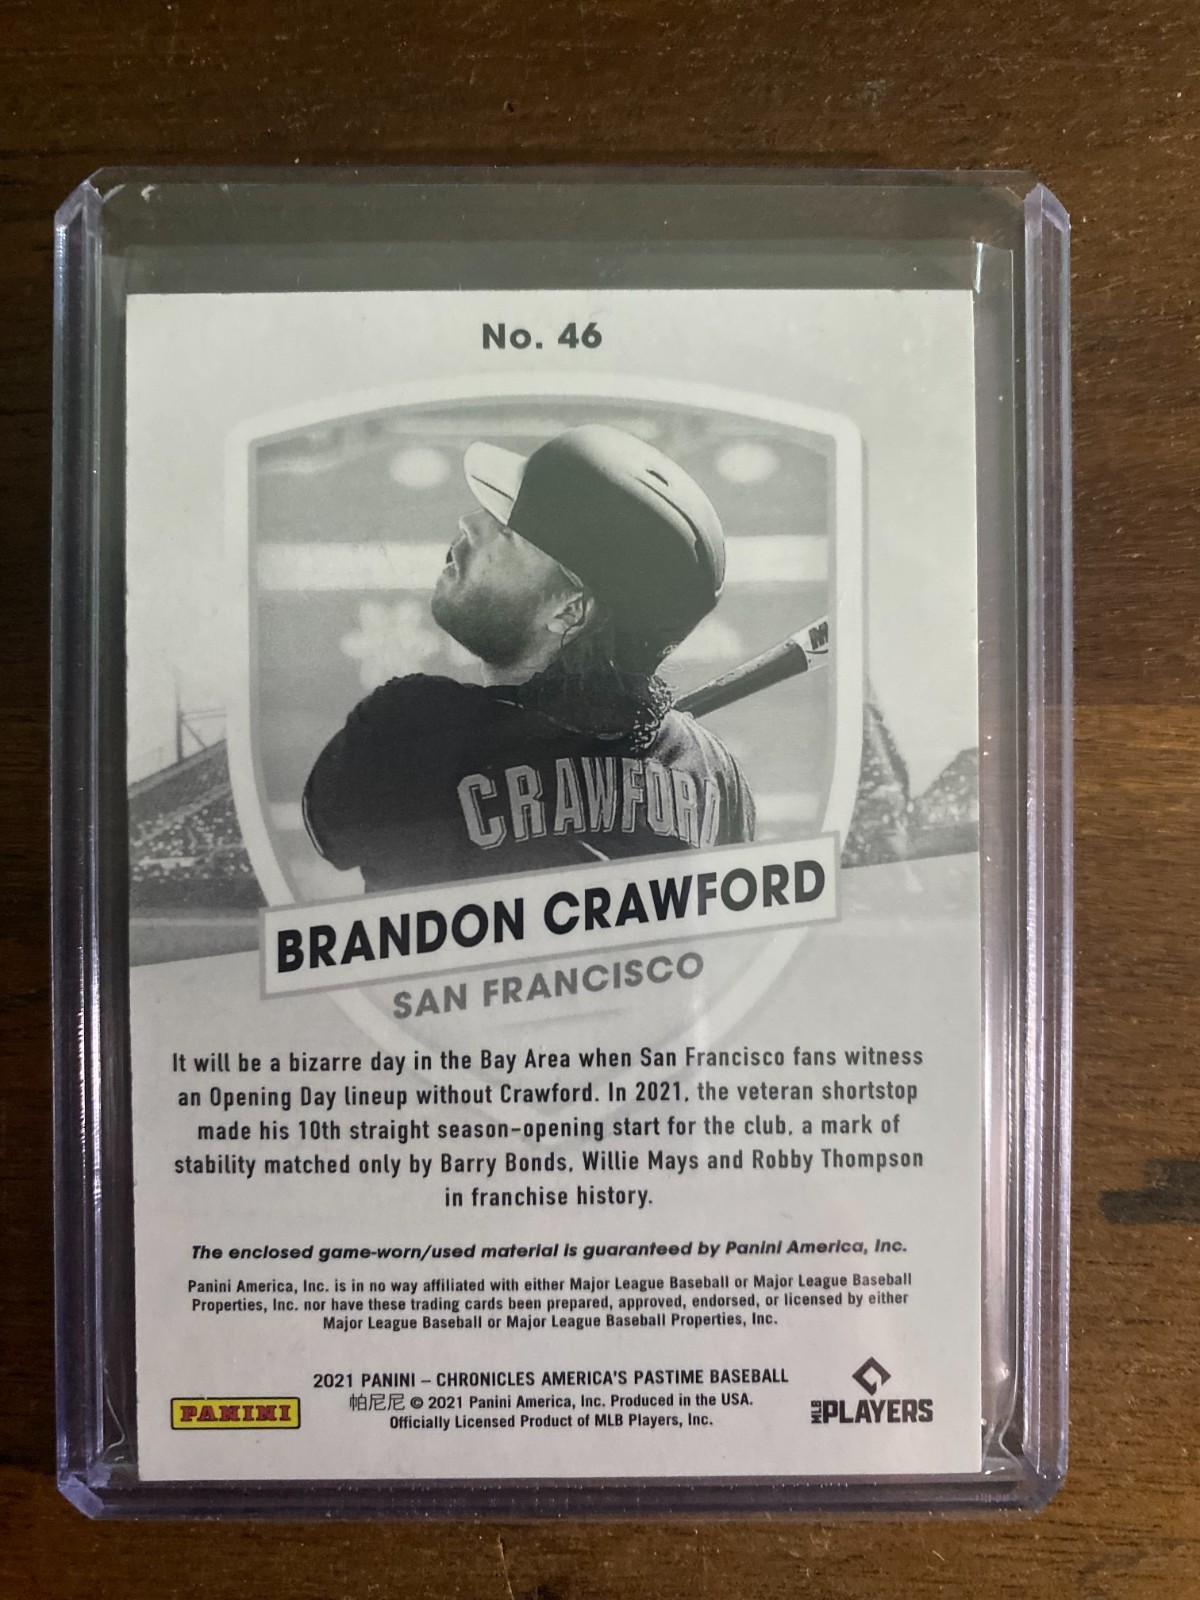 No. 46
M
CRAWFORD
BRANDON CRAWFORD
SAN FRANCISCO
It will be a bizarre day in the Bay Area when San Francisco fans witness
an Opening Day lineup without Crawford. In 2021, the veteran shortstop
made his 10th straight season-opening start for the club, a mark of
stability matched only by Barry Bonds, Willie Mays and Robby Thompson
in franchise history.
The enclosed game-worn/used material is guaranteed by Panini America, Inc.
Panini America, Inc. is in no way affiliated with either Major League Baseball or Major League Baseball
Properties, Inc. nor have these trading cards been prepared, approved, endorsed, or licensed by either
Major League Baseball or Major League Baseball Properties, Inc.
2021 PANINI – CHRONICLES AMERICA'S PASTIME BASEBALL
帕尼尼 © 2021 Panini America, Inc. Produced in the USA.
Officially Licensed Product of MLB Players, Inc.
PANINI
MLB PLAYERS